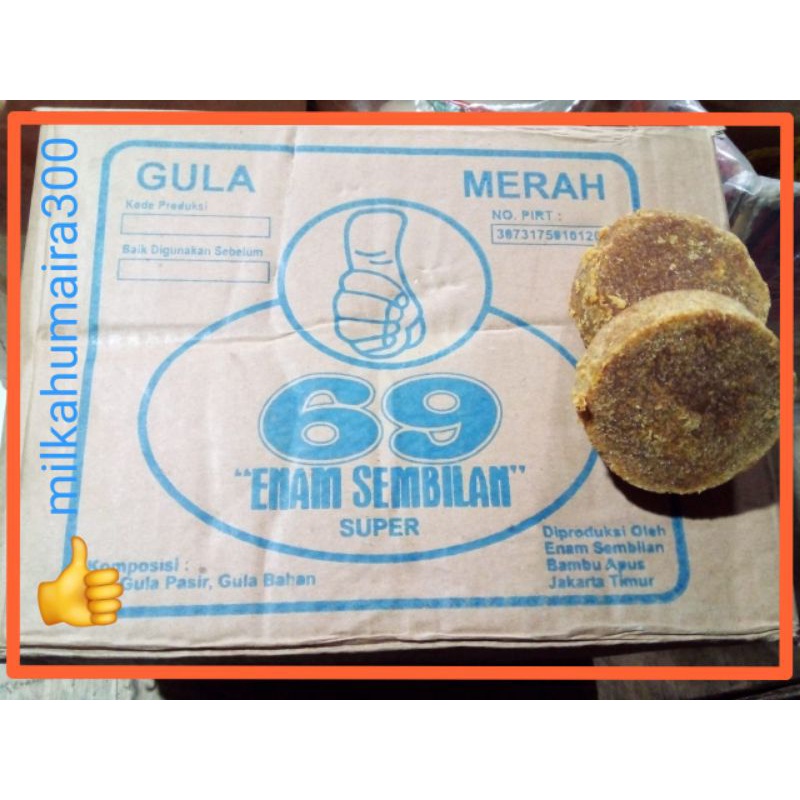 milkahumaira300
GULA MERAH
Kode Produksi
NO. PIRT :
Baik Digunakan Sebelum
69
"ENAM SEMBILAN"
SUPER
Komposisi :
Gula Pasir, Gula Bahan
Diproduksi Oleh
Enam Sembilan
Bambu Apus
Jakarta Timur